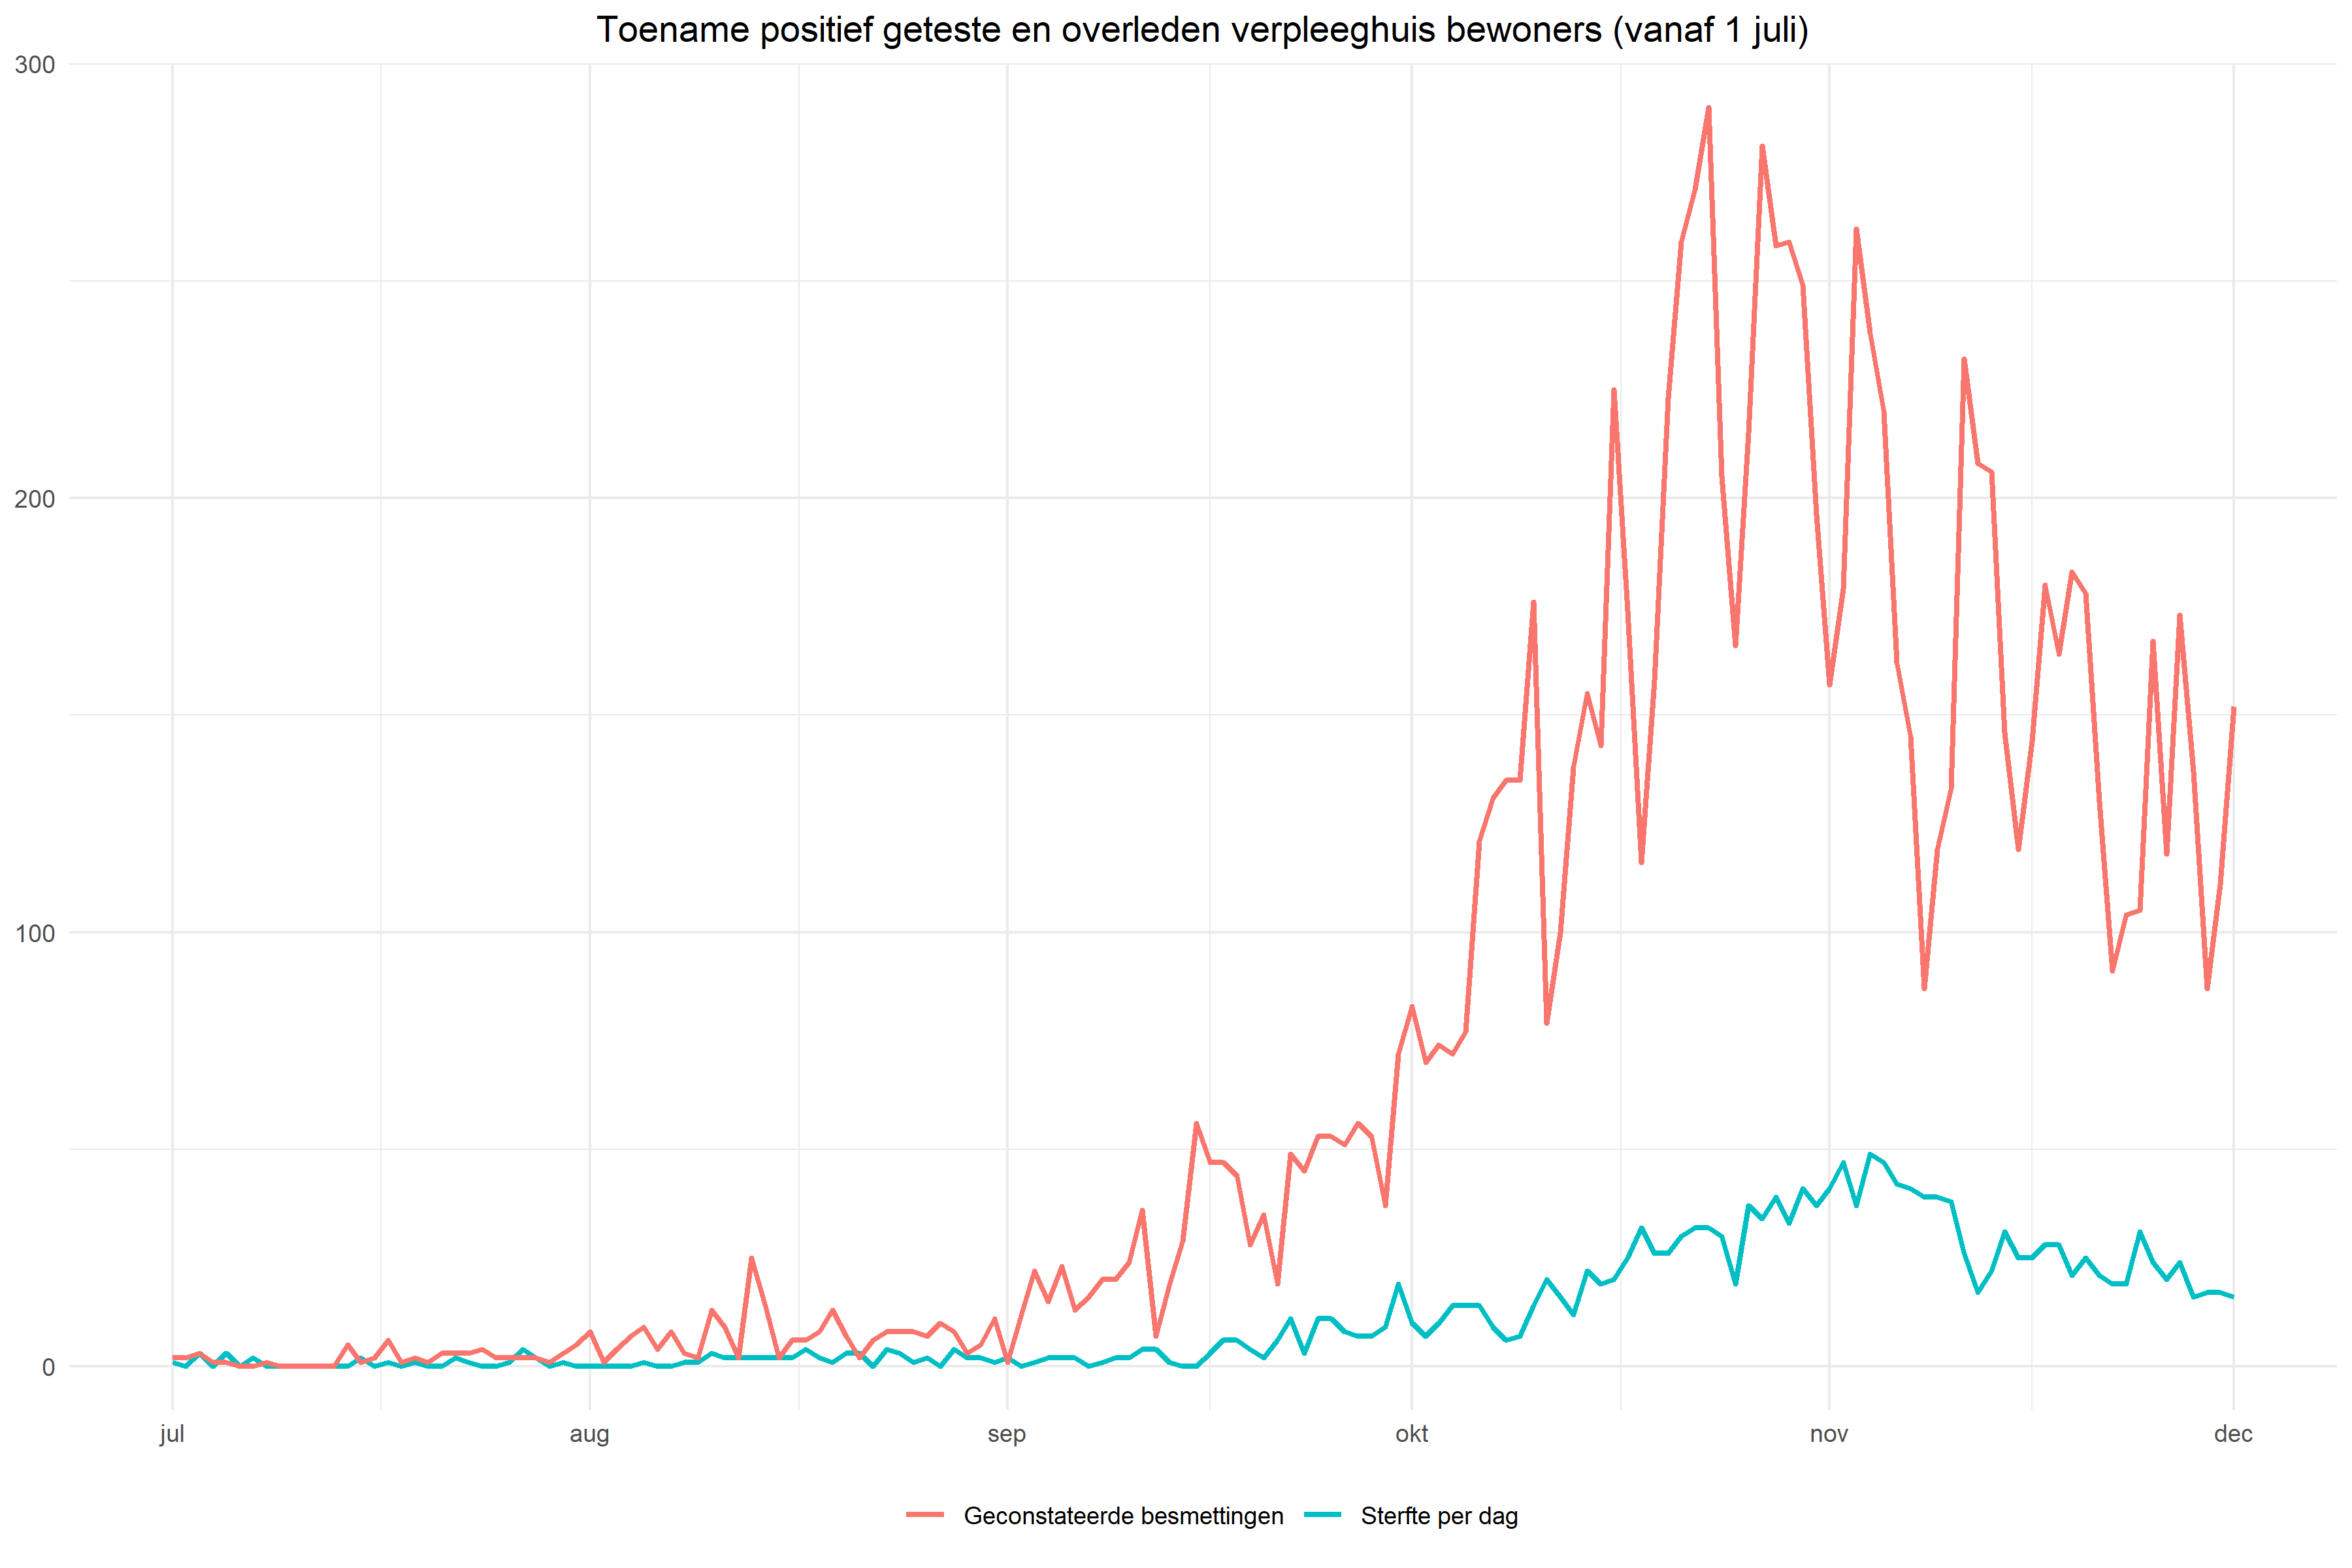 Toename positief geteste en overleden verpleeghuis bewoners (vanaf 1 juli)
300
200
100
0
jul aug sep okt nov dec
Geconstateerde besmettingen Sterfte per dag